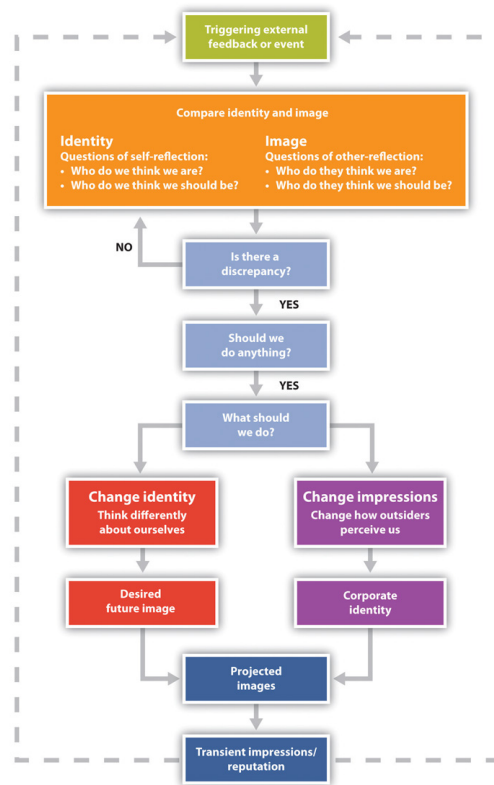 Triggering external
feedback or event
Compare identity and image
Identity
Questions of self-reflection:
• Who do we think we are?
• Who do we think we should be?
Image
Questions of other-reflection:
• Who do they think we are?
• Who do they think we should be?
NO
Is there a
discrepancy?
YES
Should we
do anything?
YES
What should
we do?
Change identity
Think differently
about ourselves
Change impressions
Change how outsiders
perceive us
Desired
future image
Corporate
identity
Projected
images
Transient impressions/
reputation